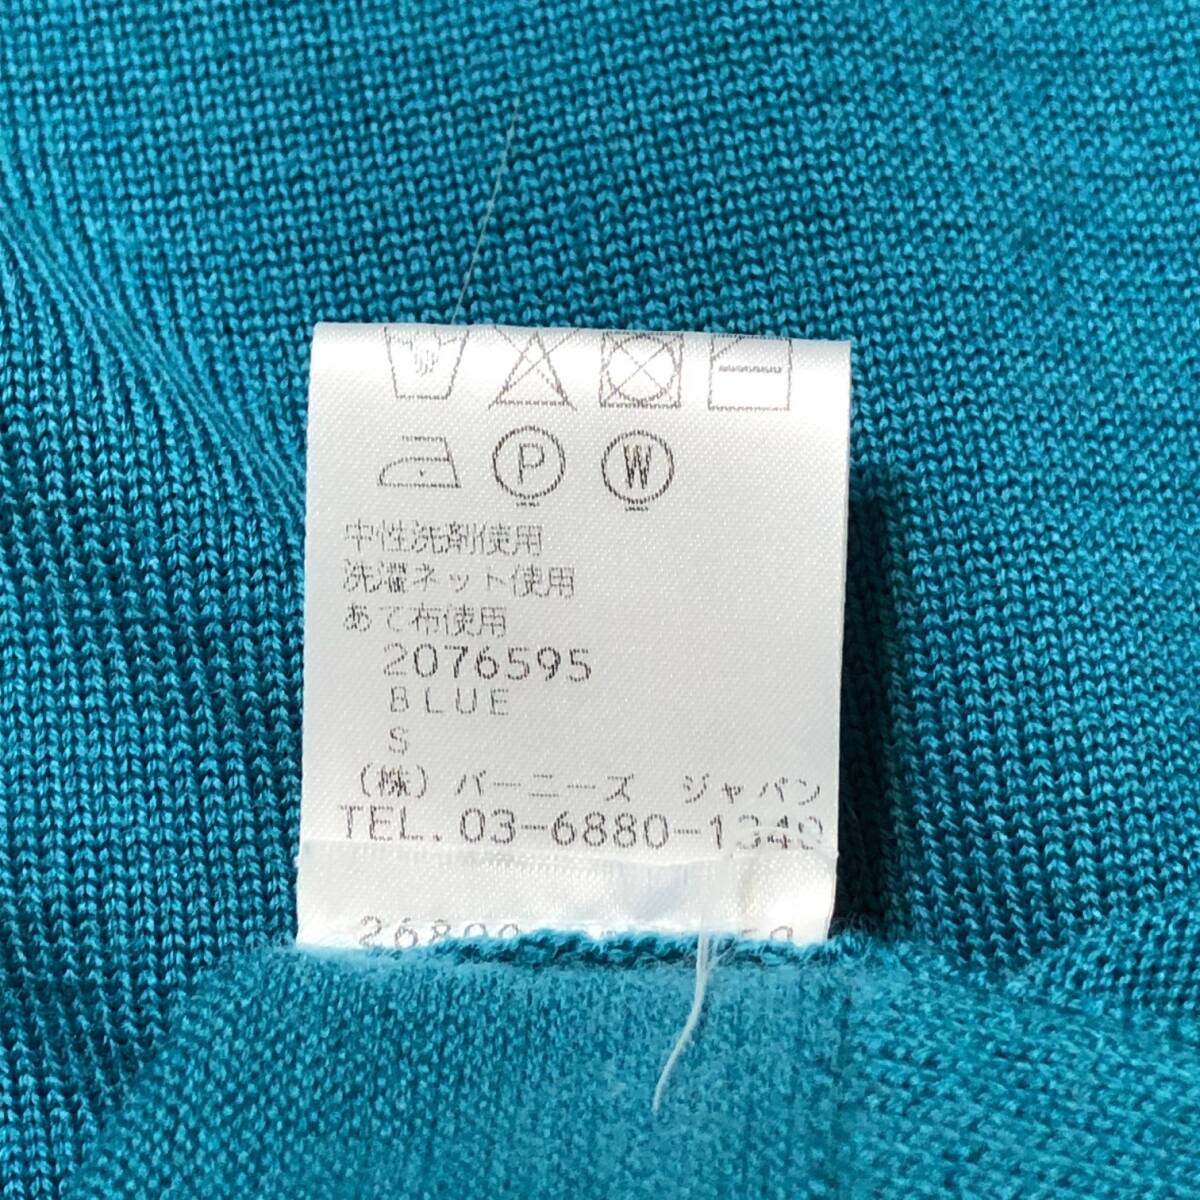 P W
中性洗剤使用
洗濯ネット使用
あて布使用
2076595
BLUE
S
(株) バーニーズ ジャパン
TEL. 03-6880-1340